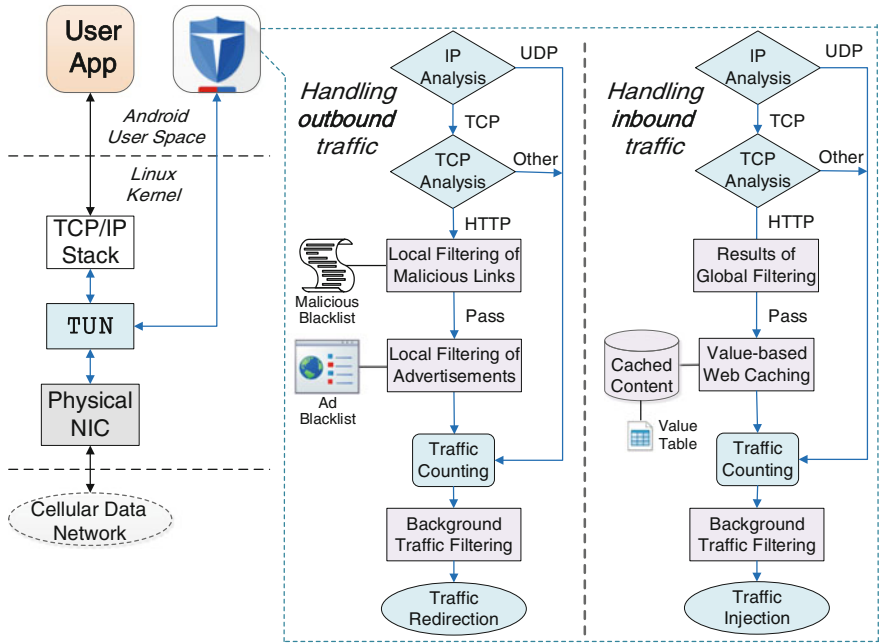 User
App
Android
User Space
Linux
Kernel
TCP/IP
Stack
TUN
Physical
NIC
Cellular Data
Network
Handling
outbound
traffic
IP
Analysis
UDP
TCP
TCP
Analysis
Other
HTTP
Local Filtering of
Malicious Links
Malicious
Blacklist
Pass
Local Filtering of
Advertisements
Ad
Blacklist
Traffic
Counting
Background
Traffic Filtering
Traffic
Redirection
Handling
inbound
traffic
IP
Analysis
UDP
TCP
TCP
Analysis
Other
HTTP
Results of
Global Filtering
Pass
Cached
Content
Value-based
Web Caching
Value
Table
Traffic
Counting
Background
Traffic Filtering
Traffic
Injection